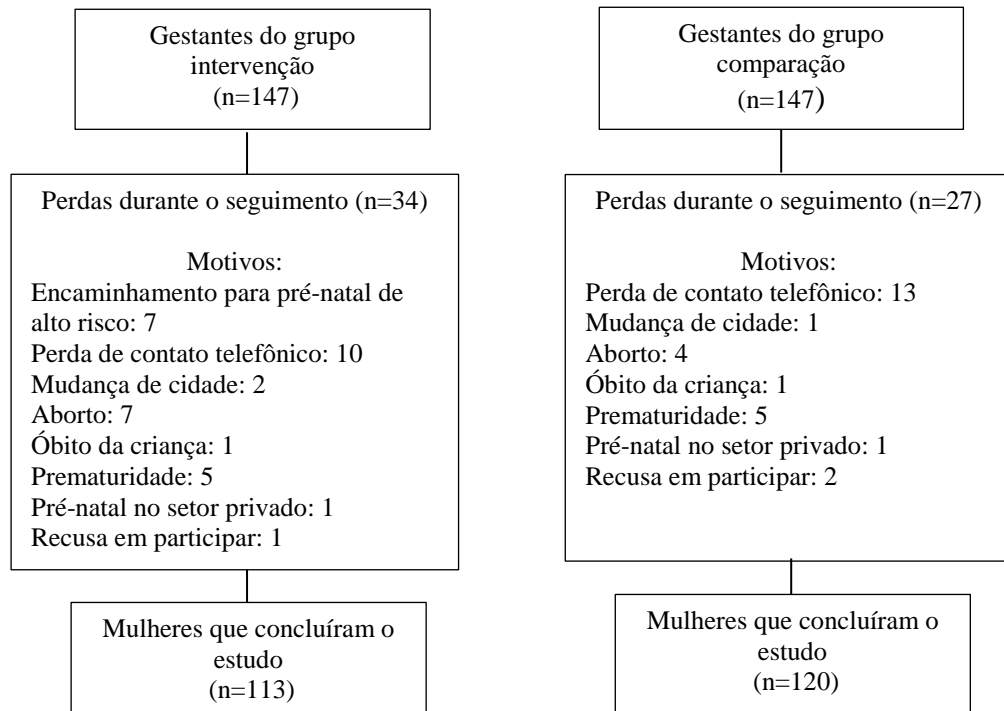 Gestantes do grupo
intervenção
(n=147)
Perdas durante o seguimento (n=34)
Motivos:
Encaminhamento para pré-natal de
alto risco: 7
Perda de contato telefônico: 10
Mudança de cidade: 2
Aborto: 7
Óbito da criança: 1
Prematuridade: 5
Pré-natal no setor privado: 1
Recusa em participar: 1
Mulheres que concluíram o
estudo
(n=113)
Gestantes do grupo
comparação
(n=147)
Perdas durante o seguimento (n=27)
Motivos:
Perda de contato telefônico: 13
Mudança de cidade: 1
Aborto: 4
Óbito da criança: 1
Prematuridade: 5
Pré-natal no setor privado: 1
Recusa em participar: 2
Mulheres que concluíram o
estudo
(n=120)